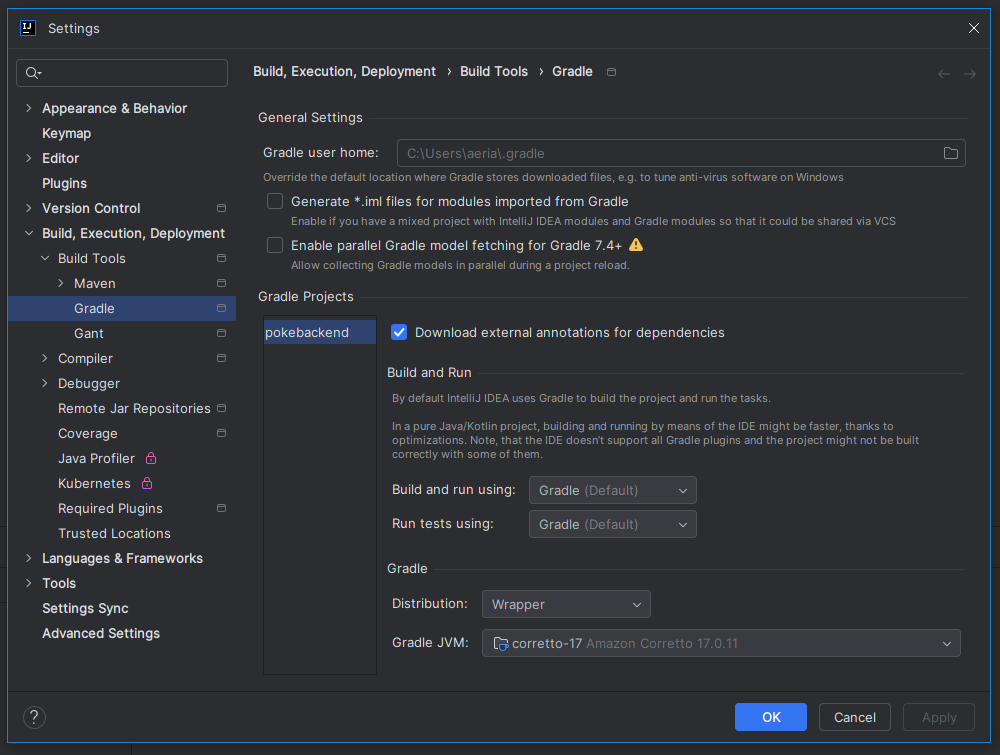 IJ
Settings
Build, Execution, Deployment › Build Tools › Gradle
Appearance & Behavior
Keymap
Editor
Plugins
Version Control
Build, Execution, Deployment
Build Tools
Maven
Gradle
Gant
Compiler
Debugger
Remote Jar Repositories
Coverage
Java Profiler
Kubernetes
Required Plugins
Trusted Locations
Languages & Frameworks
Tools
Settings Sync
Advanced Settings
General Settings
Gradle user home: C:\Users\aeria\.gradle
Override the default location where Gradle stores downloaded files, e.g. to tune anti-virus software on Windows
Generate *.iml files for modules imported from Gradle
Enable if you have a mixed project with IntelliJ IDEA modules and Gradle modules so that it could be shared via VCS
Enable parallel Gradle model fetching for Gradle 7.4+
Allow collecting Gradle models in parallel during a project reload.
Gradle Projects
pokebackend
Download external annotations for dependencies
Build and Run
By default IntelliJ IDEA uses Gradle to build the project and run the tasks.
In a pure Java/Kotlin project, building and running by means of the IDE might be faster, thanks to
optimizations. Note, that the IDE doesn't support all Gradle plugins and the project might not be built
correctly with some of them.
Build and run using: Gradle (Default)
Run tests using: Gradle (Default)
Gradle
Distribution: Wrapper
Gradle JVM: corretto-17 Amazon Corretto 17.0.11
?
OK
Cancel
Apply